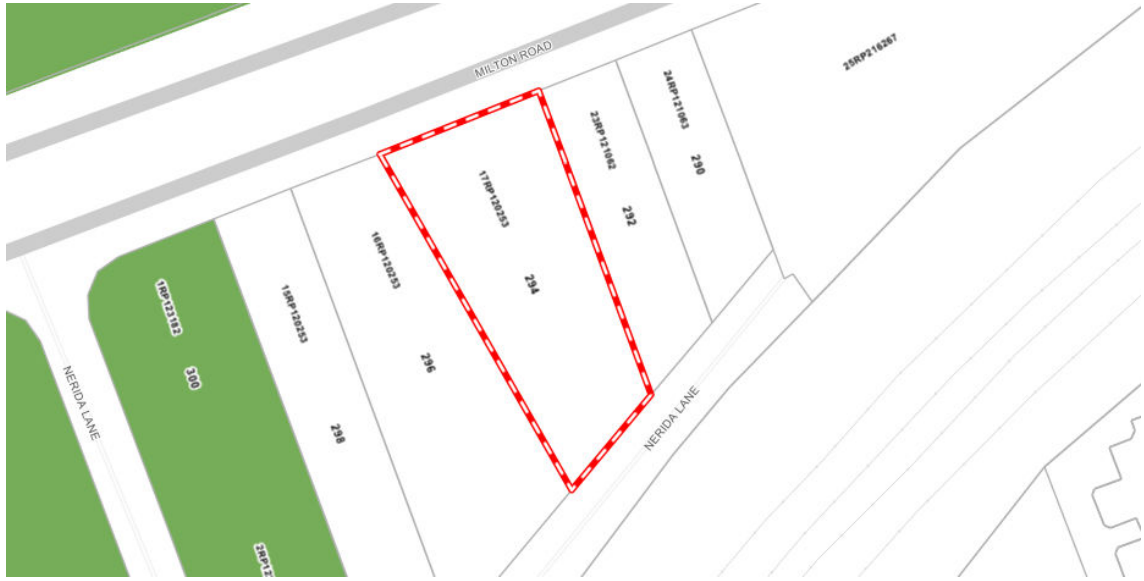 MILTON ROAD
25RP216267
24RP121063
290
23RP121062
292
17RP120253
294
16RP120253
296
15RP120253
298
1RP123182
300
NERIDA LANE
NERIDA LANE
2RP12